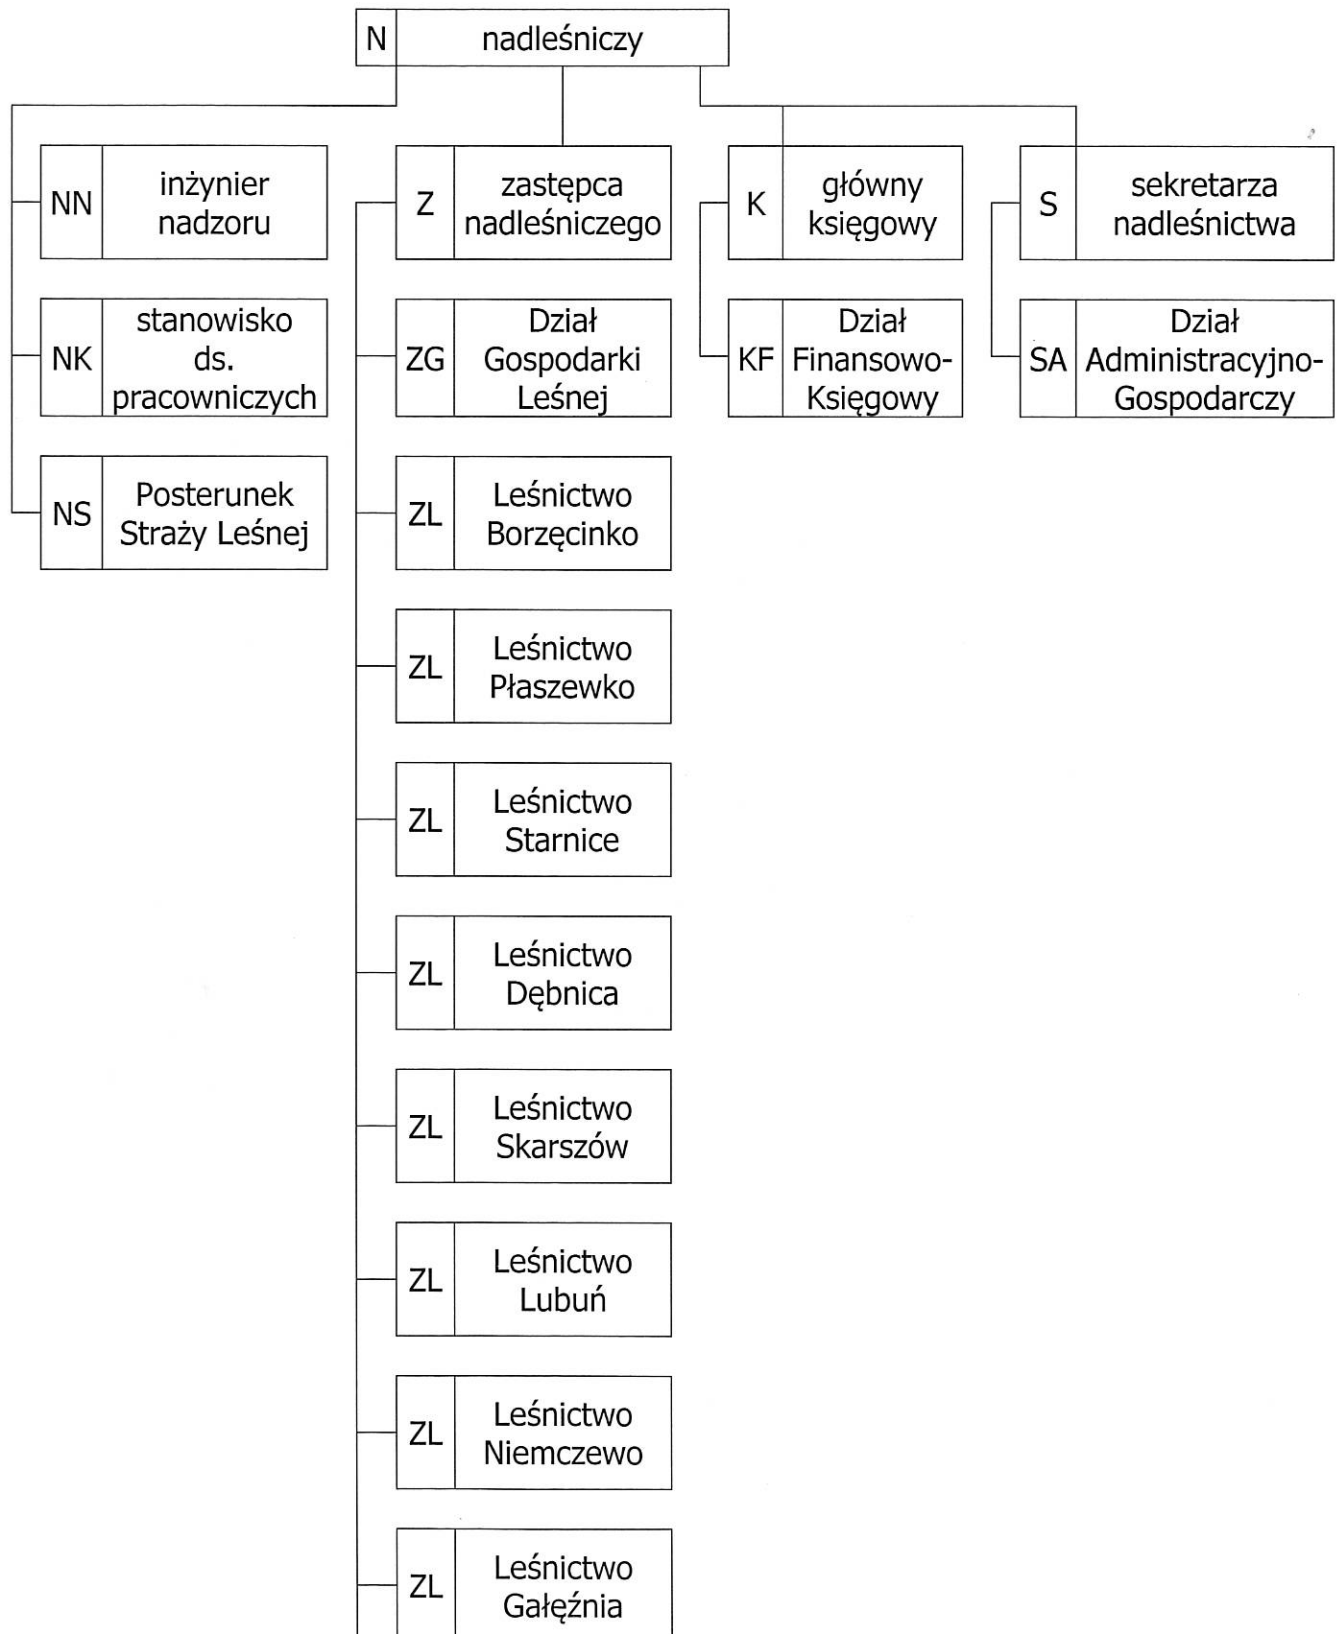 N nadleśniczy
NN inżynier
nadzoru
NK stanowisko
ds.
pracowniczych
NS Posterunek
Straży Leśnej
Z zastępca
nadleśniczego
ZG Dział
Gospodarki
Leśnej
ZL Leśnictwo
Borzęcinko
ZL Leśnictwo
Płaszewko
ZL Leśnictwo
Starnice
ZL Leśnictwo
Dębnica
ZL Leśnictwo
Skarszów
ZL Leśnictwo
Lubuń
ZL Leśnictwo
Niemczewo
ZL Leśnictwo
Gałęźnia
K główny
księgowy
KF Dział
Finansowo-
Księgowy
S sekretarza
nadleśnictwa
SA Dział
Administracyjno-
Gospodarczy